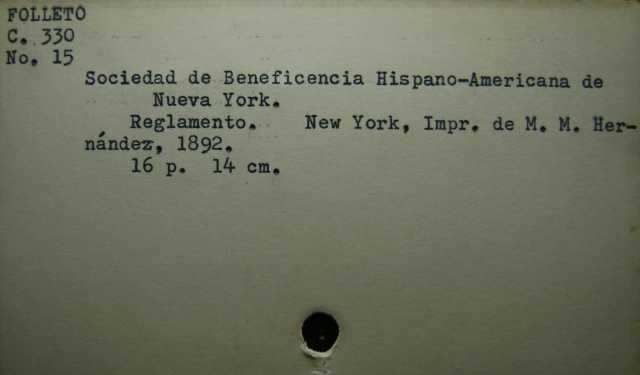 FOLLETO
C. 330
No. 15
Sociedad de Beneficencia Hispano-Americana de
Nueva York.
Reglamento. New York, Impr. de M. M. Her-
nández, 1892.
16 p. 14 cm.